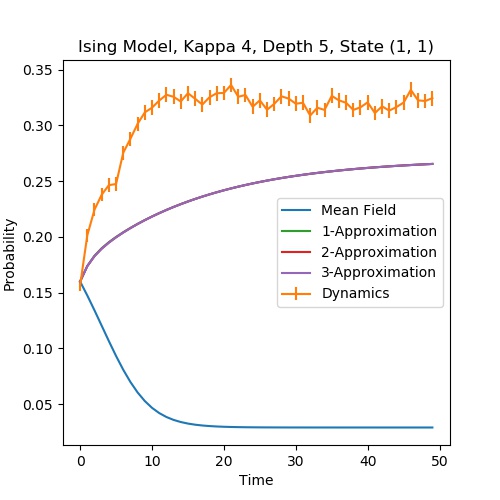 Ising Model, Kappa 4, Depth 5, State (1, 1)
0.35
0.30
0.25
0.20
0.15
0.10
0.05
Probability
Mean Field
1-Approximation
2-Approximation
3-Approximation
Dynamics
0 10 20 30 40 50
Time